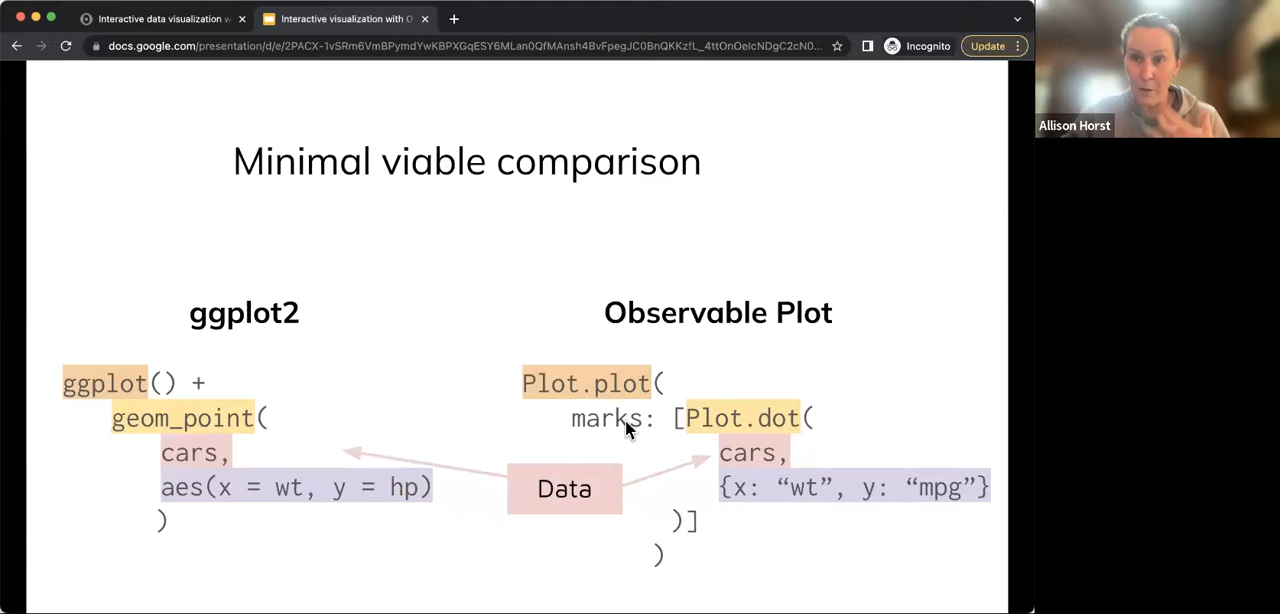 Interactive data visualization w
Interactive visualization with O
docs.google.com/presentation/d/e/2PACX-1vSRm6VmBPymdYwKBPXGqESY6MLan0QfMAnsh4BvFpegJC0BnQKKzfL_4ttOnOeIcNDgC2cN0...
Incognito
Update
Allison Horst
Minimal viable comparison
ggplot2
Observable Plot
ggplot() +
geom_point(
cars,
aes(x = wt, y = hp)
)
Data
Plot.plot(
marks: [Plot.dot(
cars,
{x: “wt”, y: “mpg”}
)]
)